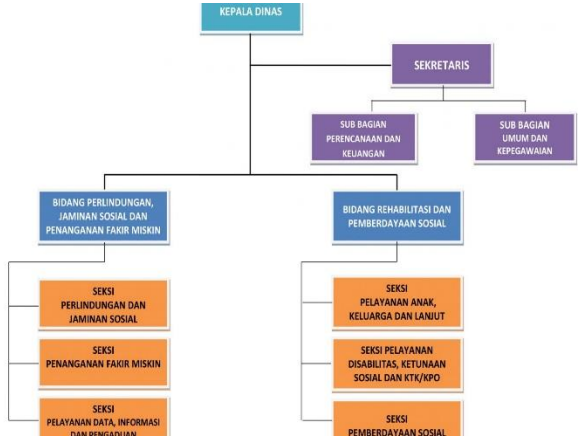 KEPALA DINAS
SEKRETARIS
SUB BAGIAN
PERENCANAAN DAN
KEUANGAN
SUB BAGIAN
UMUM DAN
KEPEGAWAIAN
BIDANG PERLINDUNGAN,
JAMINAN SOSIAL DAN
PENANGANAN FAKIR MISKIN
BIDANG REHABILITASI DAN
PEMBERDAYAAN SOSIAL
SEKSI
PERLINDUNGAN DAN
JAMINAN SOSIAL
SEKSI
PENANGANAN FAKIR MISKIN
SEKSI
PELAYANAN DATA, INFORMASI
DAN PENGADUAN
SEKSI
PELAYANAN ANAK,
KELUARGA DAN LANJUT
SEKSI PELAYANAN
DISABILITAS, KETUNAAN
SOSIAL DAN KTK/KPO
SEKSI
PEMBERDAYAAN SOSIAL